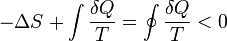 −ΔS + ∫ δQ/T = ∮ δQ/T < 0